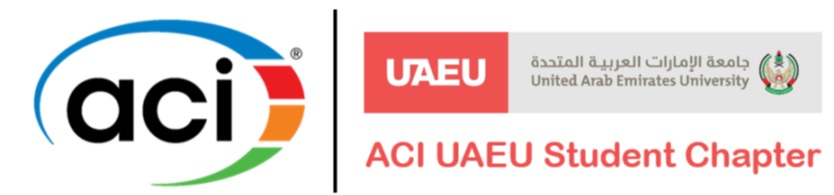 aci®
UAEU
جامعة الإمارات العربية المتحدة
United Arab Emirates University
ACI UAEU Student Chapter